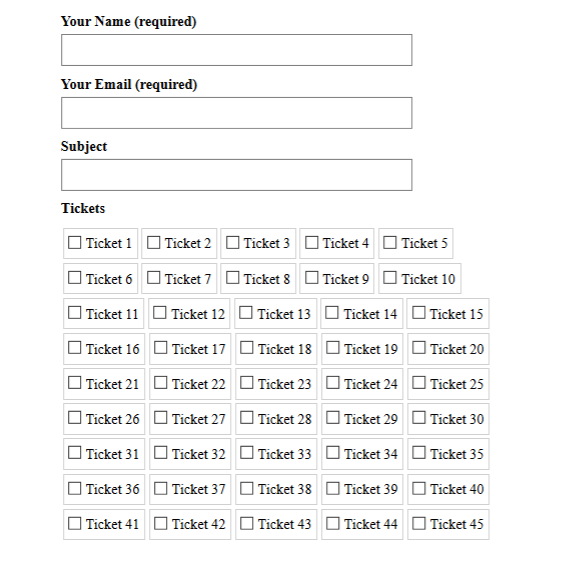 Your Name (required)
Your Email (required)
Subject
Tickets
Ticket 1 Ticket 2 Ticket 3 Ticket 4 Ticket 5
Ticket 6 Ticket 7 Ticket 8 Ticket 9 Ticket 10
Ticket 11 Ticket 12 Ticket 13 Ticket 14 Ticket 15
Ticket 16 Ticket 17 Ticket 18 Ticket 19 Ticket 20
Ticket 21 Ticket 22 Ticket 23 Ticket 24 Ticket 25
Ticket 26 Ticket 27 Ticket 28 Ticket 29 Ticket 30
Ticket 31 Ticket 32 Ticket 33 Ticket 34 Ticket 35
Ticket 36 Ticket 37 Ticket 38 Ticket 39 Ticket 40
Ticket 41 Ticket 42 Ticket 43 Ticket 44 Ticket 45